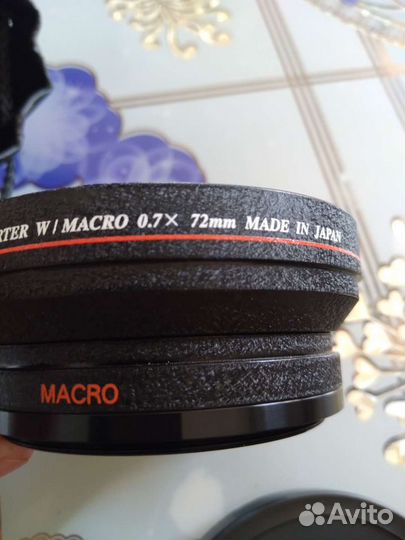 RTER W/MACRO 0.7× 72mm MADE IN JAPAN
MACRO
Avito